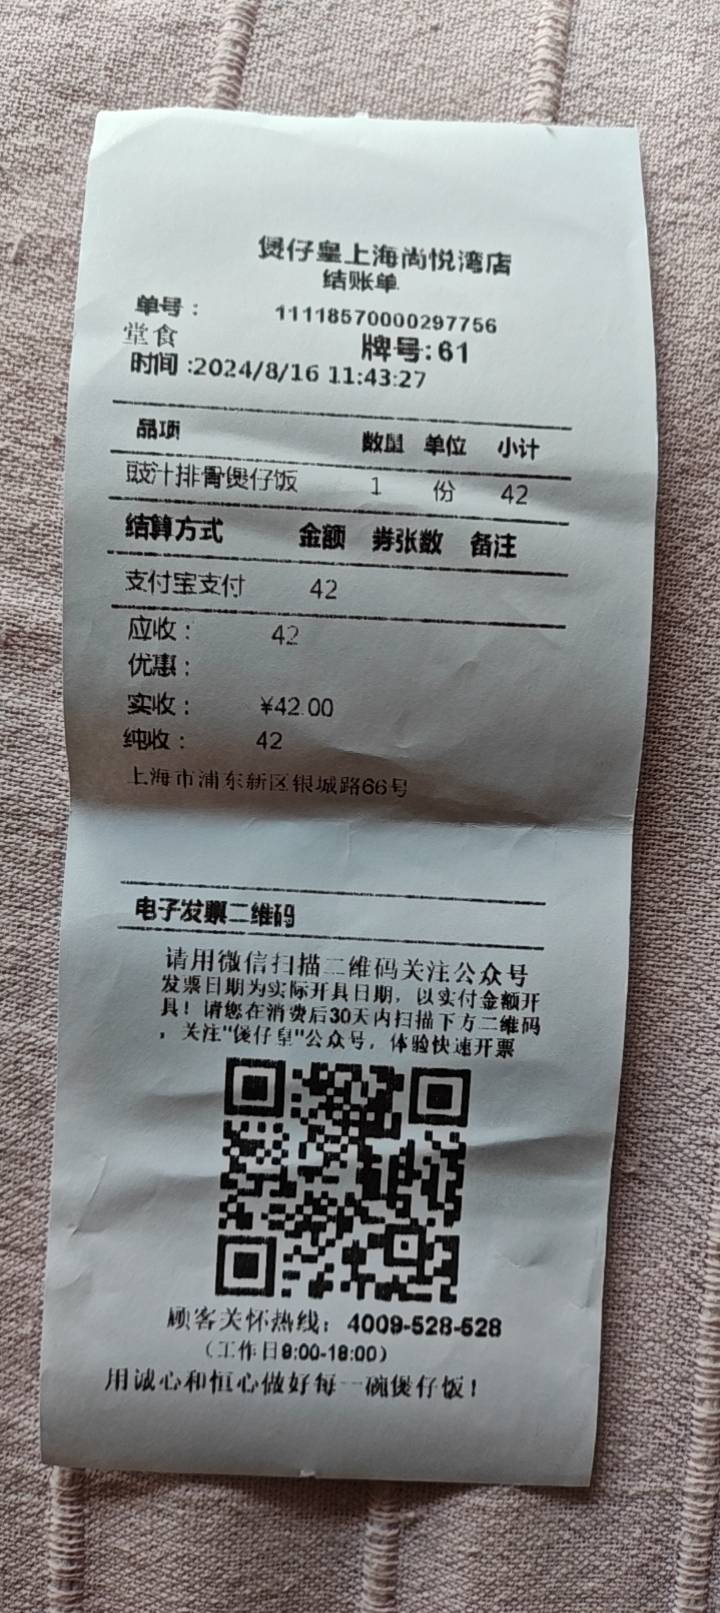 煲仔皇上海尚悦湾店
结账单
单号： 11118570000297756
堂食 牌号:61
时间:2024/8/16 11:43:27
品项 数量 单位 小计
豉汁排骨煲仔饭 1 份 42
结算方式 金额 券张数 备注
支付宝支付 42
应收： 42
优惠：
实收： ¥42.00
纯收： 42
上海市浦东新区银城路66号
电子发票二维码
请用微信扫描二维码关注公众号
发票日期为实际开具日期，以实付金额开
具！请您在消费后30天内扫描下方二维码
，关注"煲仔皇"公众号，体验快速开票
顾客关怀热线：4009-528-528
（工作日9:00-18:00）
用诚心和恒心做好每一碗煲仔饭！